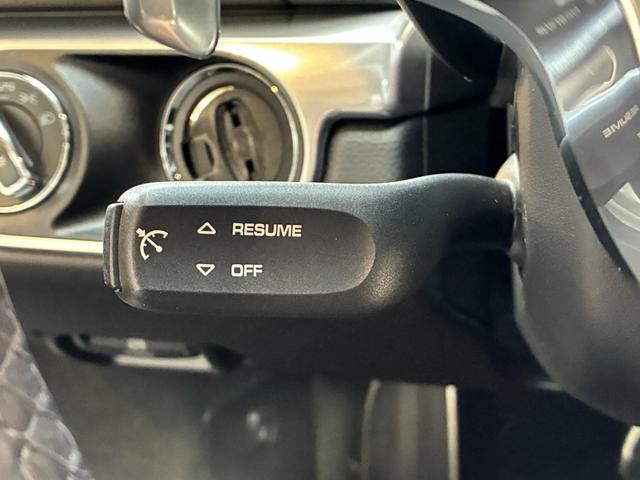 △ RESUME
▽ OFF